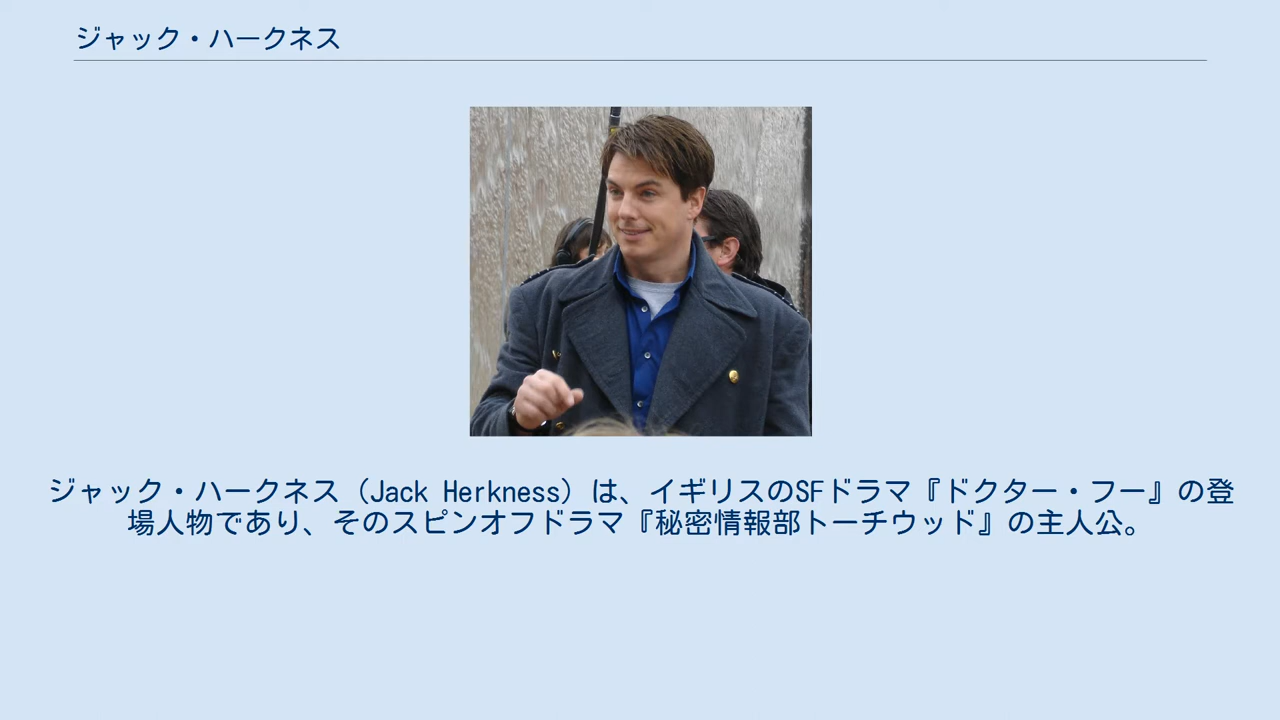 ジャック・ハークネス
ジャック・ハークネス（Jack Herkness）は、イギリスのSFドラマ『ドクター・フー』の登
場人物であり、そのスピンオフドラマ『秘密情報部トーチウッド』の主人公。